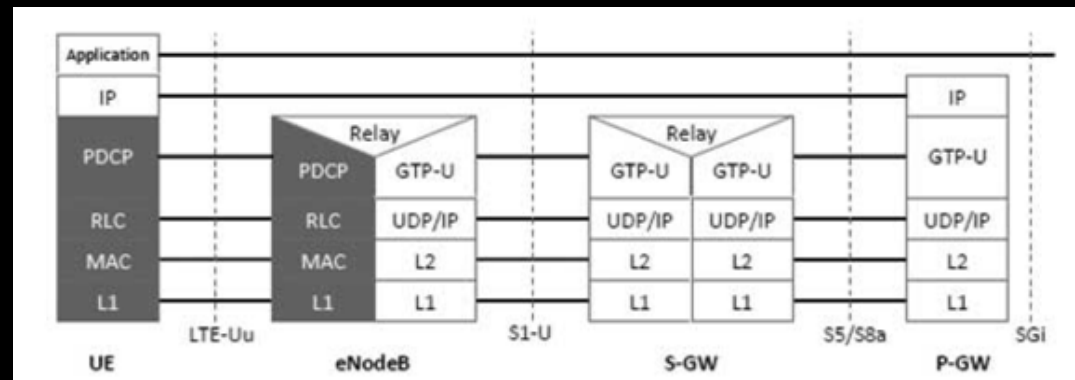 Application
IP IP
Relay Relay
PDCP PDCP GTP-U GTP-U GTP-U GTP-U
RLC RLC UDP/IP UDP/IP UDP/IP UDP/IP
MAC MAC L2 L2 L2 L2
L1 L1 L1 L1 L1 L1
LTE-Uu S1-U S5/S8a SGi
UE eNodeB S-GW P-GW